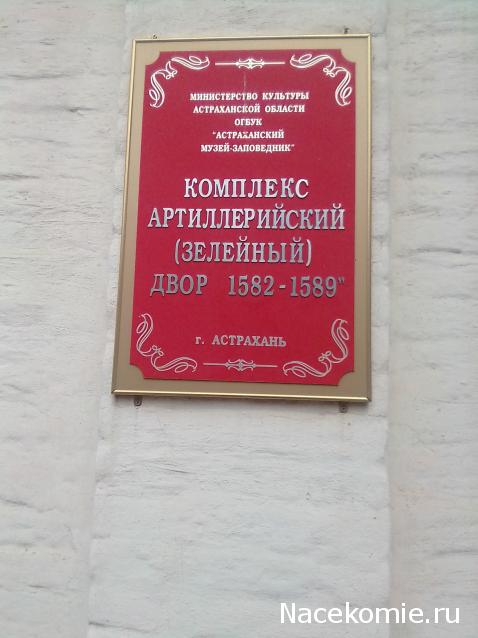 МИНИСТЕРСТВО КУЛЬТУРЫ
АСТРАХАНСКОЙ ОБЛАСТИ
ОГБУК
"АСТРАХАНСКИЙ
МУЗЕЙ-ЗАПОВЕДНИК"
КОМПЛЕКС
АРТИЛЛЕРИЙСКИЙ
(ЗЕЛЕЙНЫЙ)
ДВОР 1582-1589"
г. АСТРАХАНЬ
Nacekomie.ru